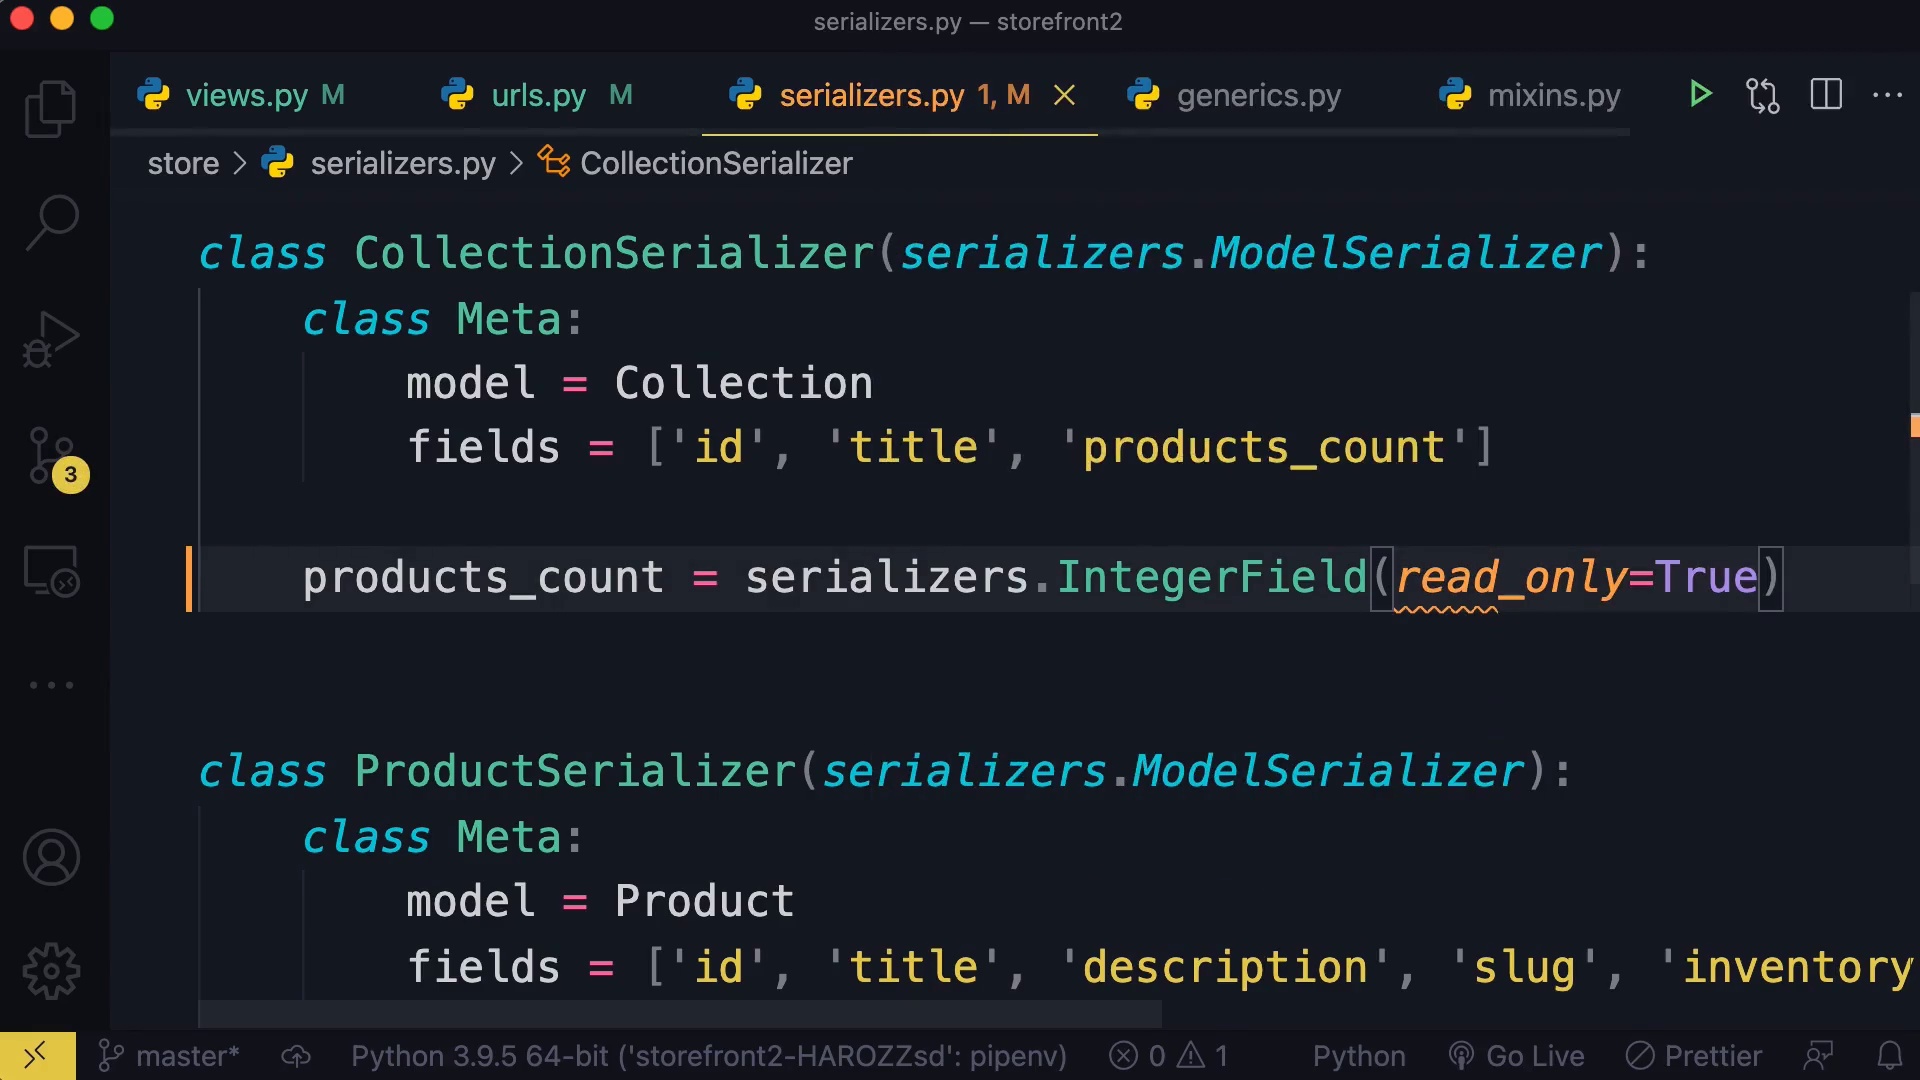 serializers.py — storefront2
views.py M urls.py M serializers.py 1, M generics.py mixins.py
store > serializers.py > CollectionSerializer
class CollectionSerializer(serializers.ModelSerializer):
class Meta:
model = Collection
fields = ['id', 'title', 'products_count']
products_count = serializers.IntegerField(read_only=True)
class ProductSerializer(serializers.ModelSerializer):
class Meta:
model = Product
fields = ['id', 'title', 'description', 'slug', 'inventory
3
master* Python 3.9.5 64-bit ('storefront2-HAROZZsd': pipenv) 0 1 Python Go Live Prettier